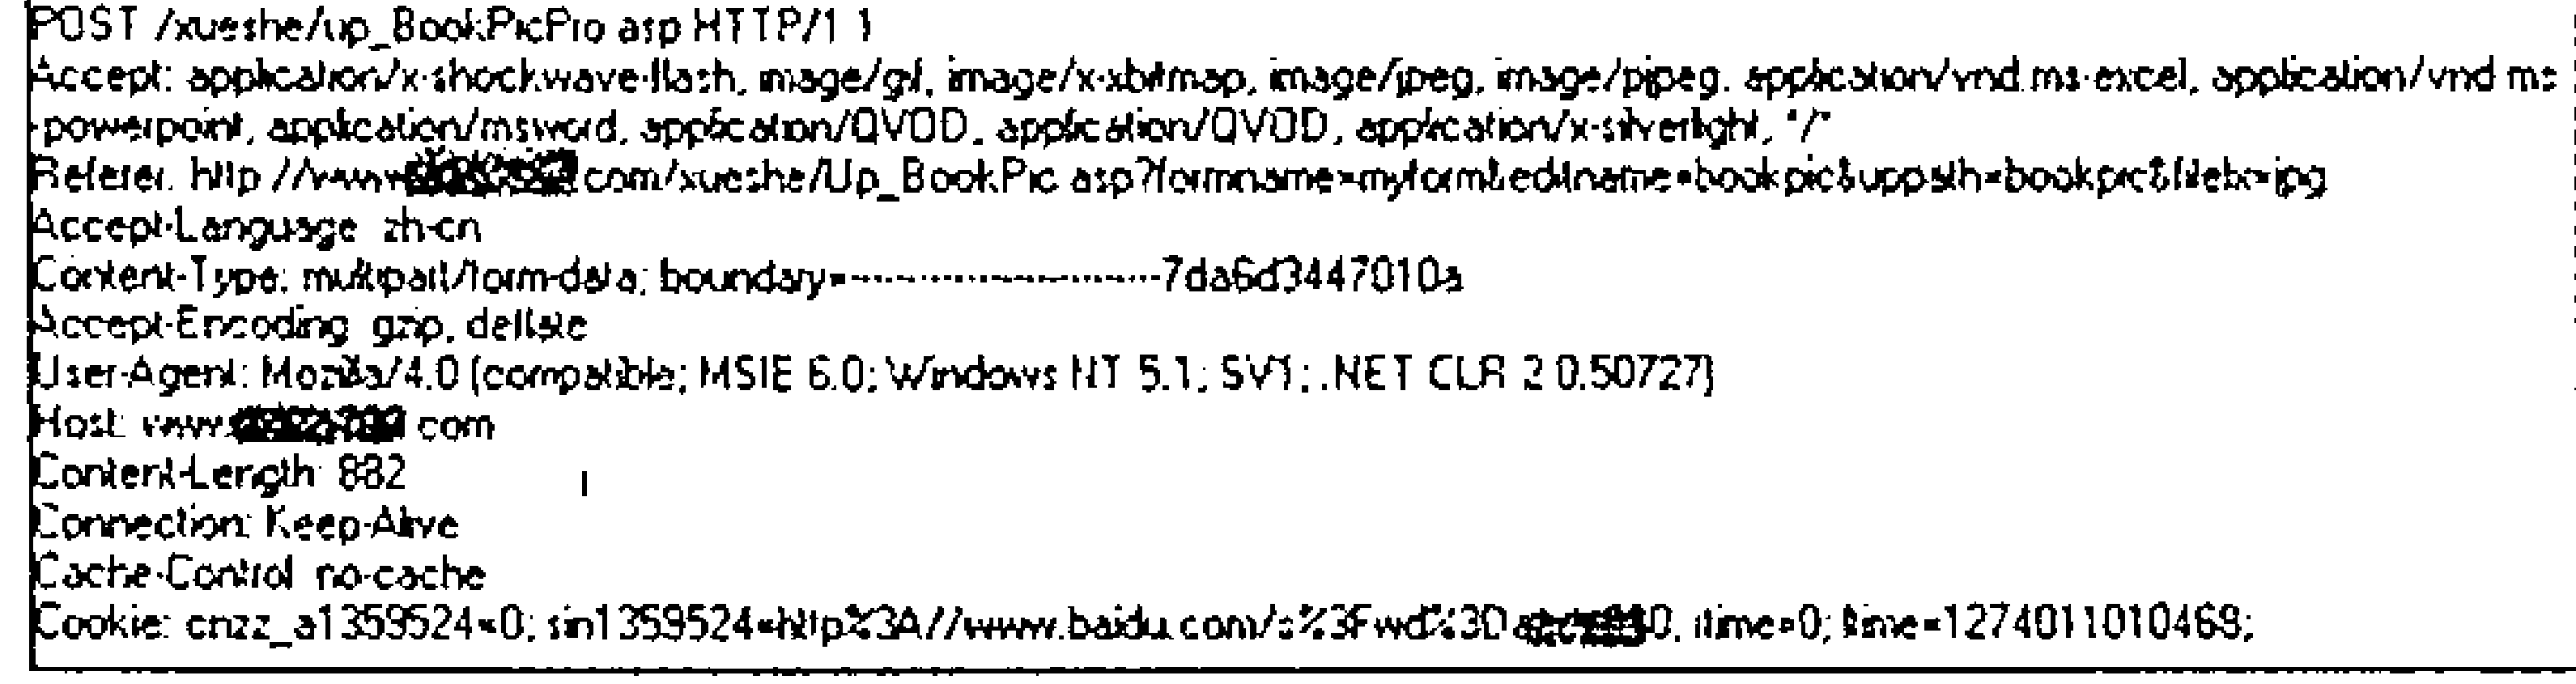 POST /xueshe/up_BookPicPro asp HTTP/1 1
Accept: application/x-shockwave-flash, image/gif, image/x-xbitmap, image/jpeg, image/pjpeg, application/vnd.ms-excel, application/vnd ms
-powerpoint, application/msword, application/QVOD, application/QVOD, application/x-silverlight, */*
Referer. http //www com/xueshe/Up_BookPic asp?formname=myform&editname=bookpic&uppath=bookpic&filelx=jpg
Accept-Language zh-cn
Content-Type: multipart/form-data; boundary=---------------------------7da6d3447010a
Accept-Encoding gzip, deflate
User-Agent: Mozilla/4.0 (compatible; MSIE 6.0; Windows NT 5.1; SV1; .NET CLR 2 0.50727)
Host: www. com
Content-Length: 882
Connection: Keep-Alive
Cache-Control no-cache
Cookie: cnzz_a1359524=0; sin1359524=http%3A//www.baidu.com/s%3Fwd%3D 0, rtime=0; ltime=1274011010469;